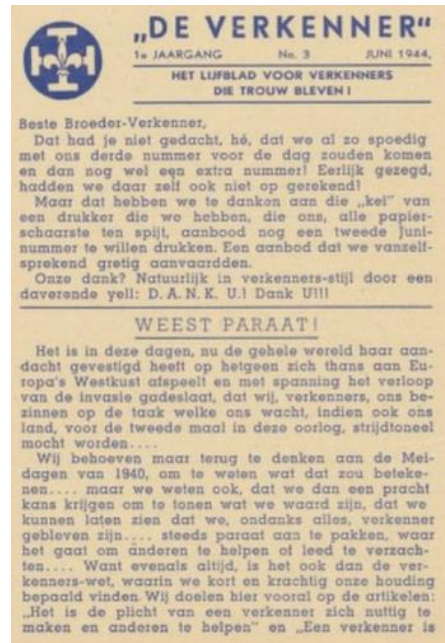 „DE VERKENNER"
1e JAARGANG No. 3 JUNI 1944,
HET LIJFBLAD VOOR VERKENNERS
DIE TROUW BLEVEN!
Beste Broeder-Verkenner,
Dat had je niet gedacht, hé, dat we al zo spoedig
met ons derde nummer voor de dag zouden komen
en dan nog wel een extra nummer! Eerlijk gezegd,
hadden we daar zelf ook niet op gerekend!
Maar dat hebben we te danken aan die „kei" van
een drukker die we hebben, die ons, alle papier-
schaarste ten spijt, aanbood nog een tweede Juni-
nummer te willen drukken. Een aanbod dat we vanzelf-
sprekend gretig aanvaardden.
Onze dank? Natuurlijk in verkenners-stijl door een
daverende yell: D. A. N. K. U.! Dank U!!!
WEEST PARAAT!
Het is in deze dagen, nu de gehele wereld haar aan-
dacht gevestigd heeft op hetgeen zich thans aan Eu-
ropa's Westkust afspeelt en met spanning het verloop
van de invasie gadeslaat, dat wij, verkenners, ons be-
zinnen op de taak welke ons wacht, indien ook ons
land, voor de tweede maal in deze oorlog, strijdtoneel
mocht worden....
Wij behoeven maar terug te denken aan de Mei-
dagen van 1940, om te weten wat dat zou beteke-
nen.... maar we weten ook, dat we dan een pracht
kans krijgen om te tonen wat we waard zijn, dat we
kunnen laten zien dat we, ondanks alles, verkenner
gebleven zijn.... steeds paraat aan te pakken, waar
het gaat om anderen te helpen of leed te verzach-
ten.... Want evenals altijd, is het ook dan de ver-
kenners-wet, waarin we kort en krachtig onze houding
bepaald vinden. Wij doelen hier vooral op de artikelen:
„Het is de plicht van een verkenner zich nuttig te
maken en anderen te helpen" en „Een verkenner is